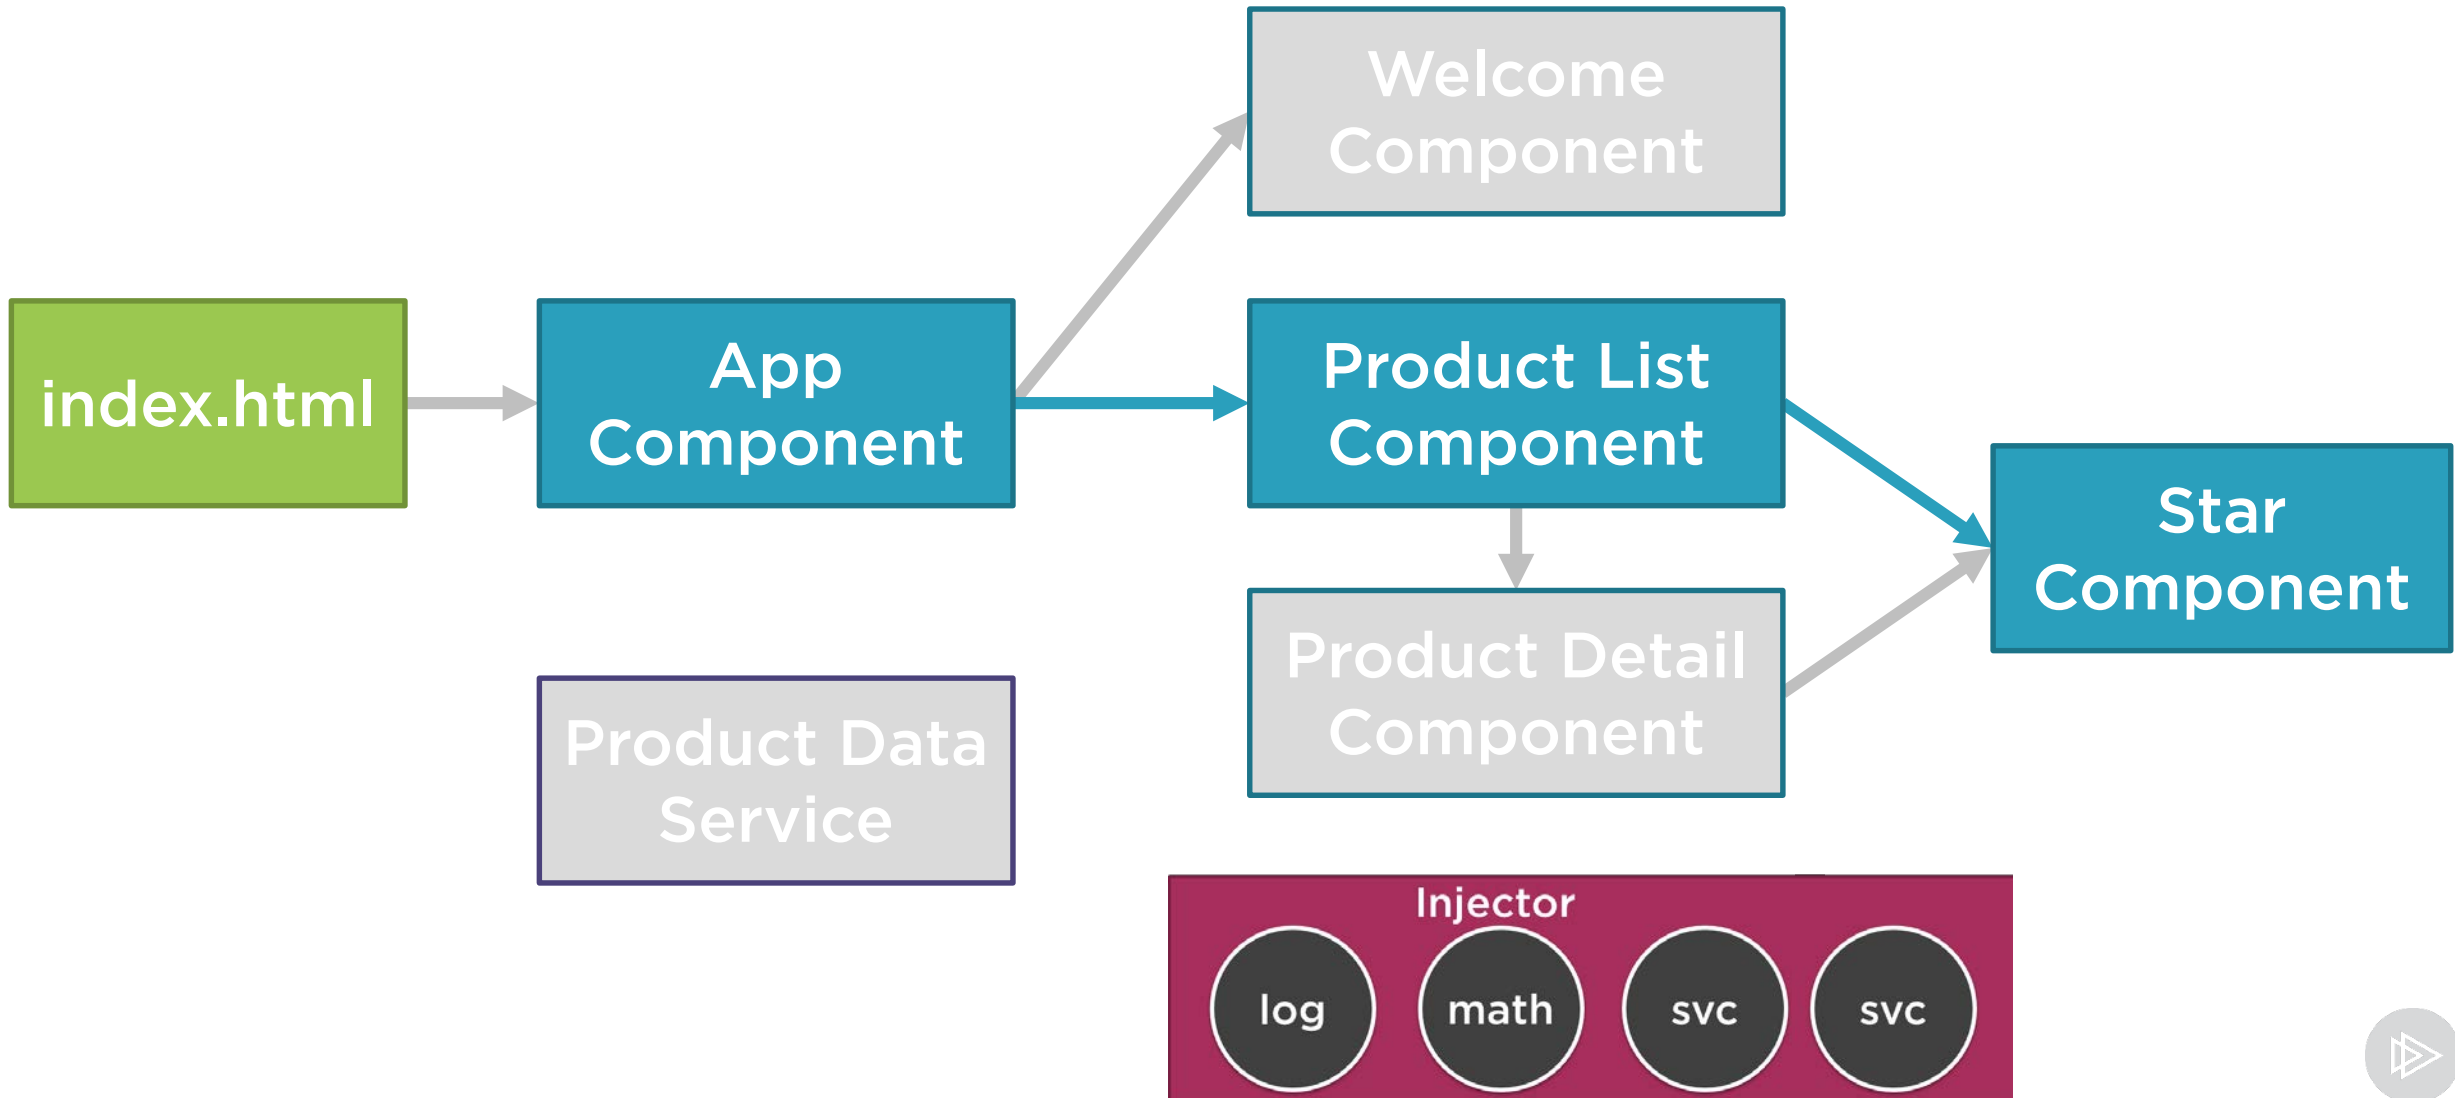 Welcome
Component
index.html
App
Component
Product List
Component
Star
Component
Product Detail
Component
Product Data
Service
Injector
log
math
svc
svc